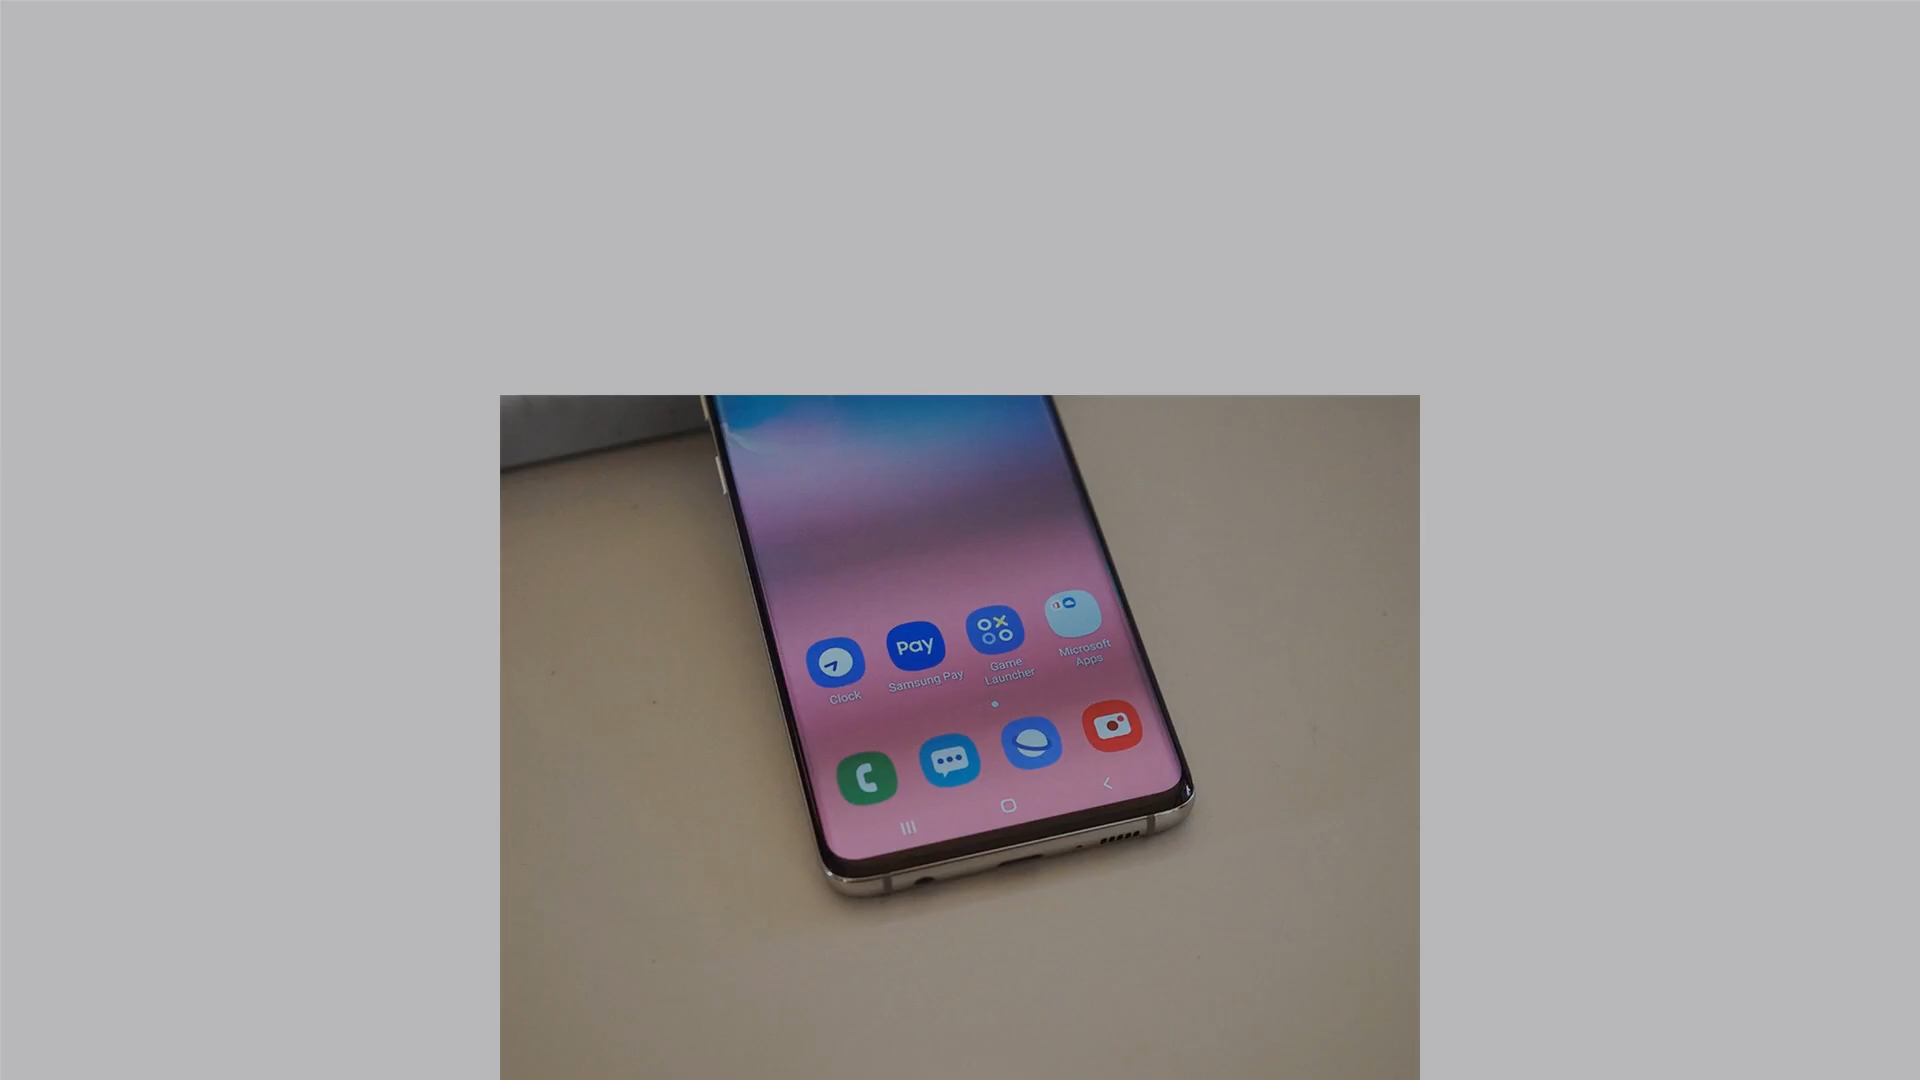 Pay
Clock
Samsung Pay
Game
Launcher
Microsoft
Apps